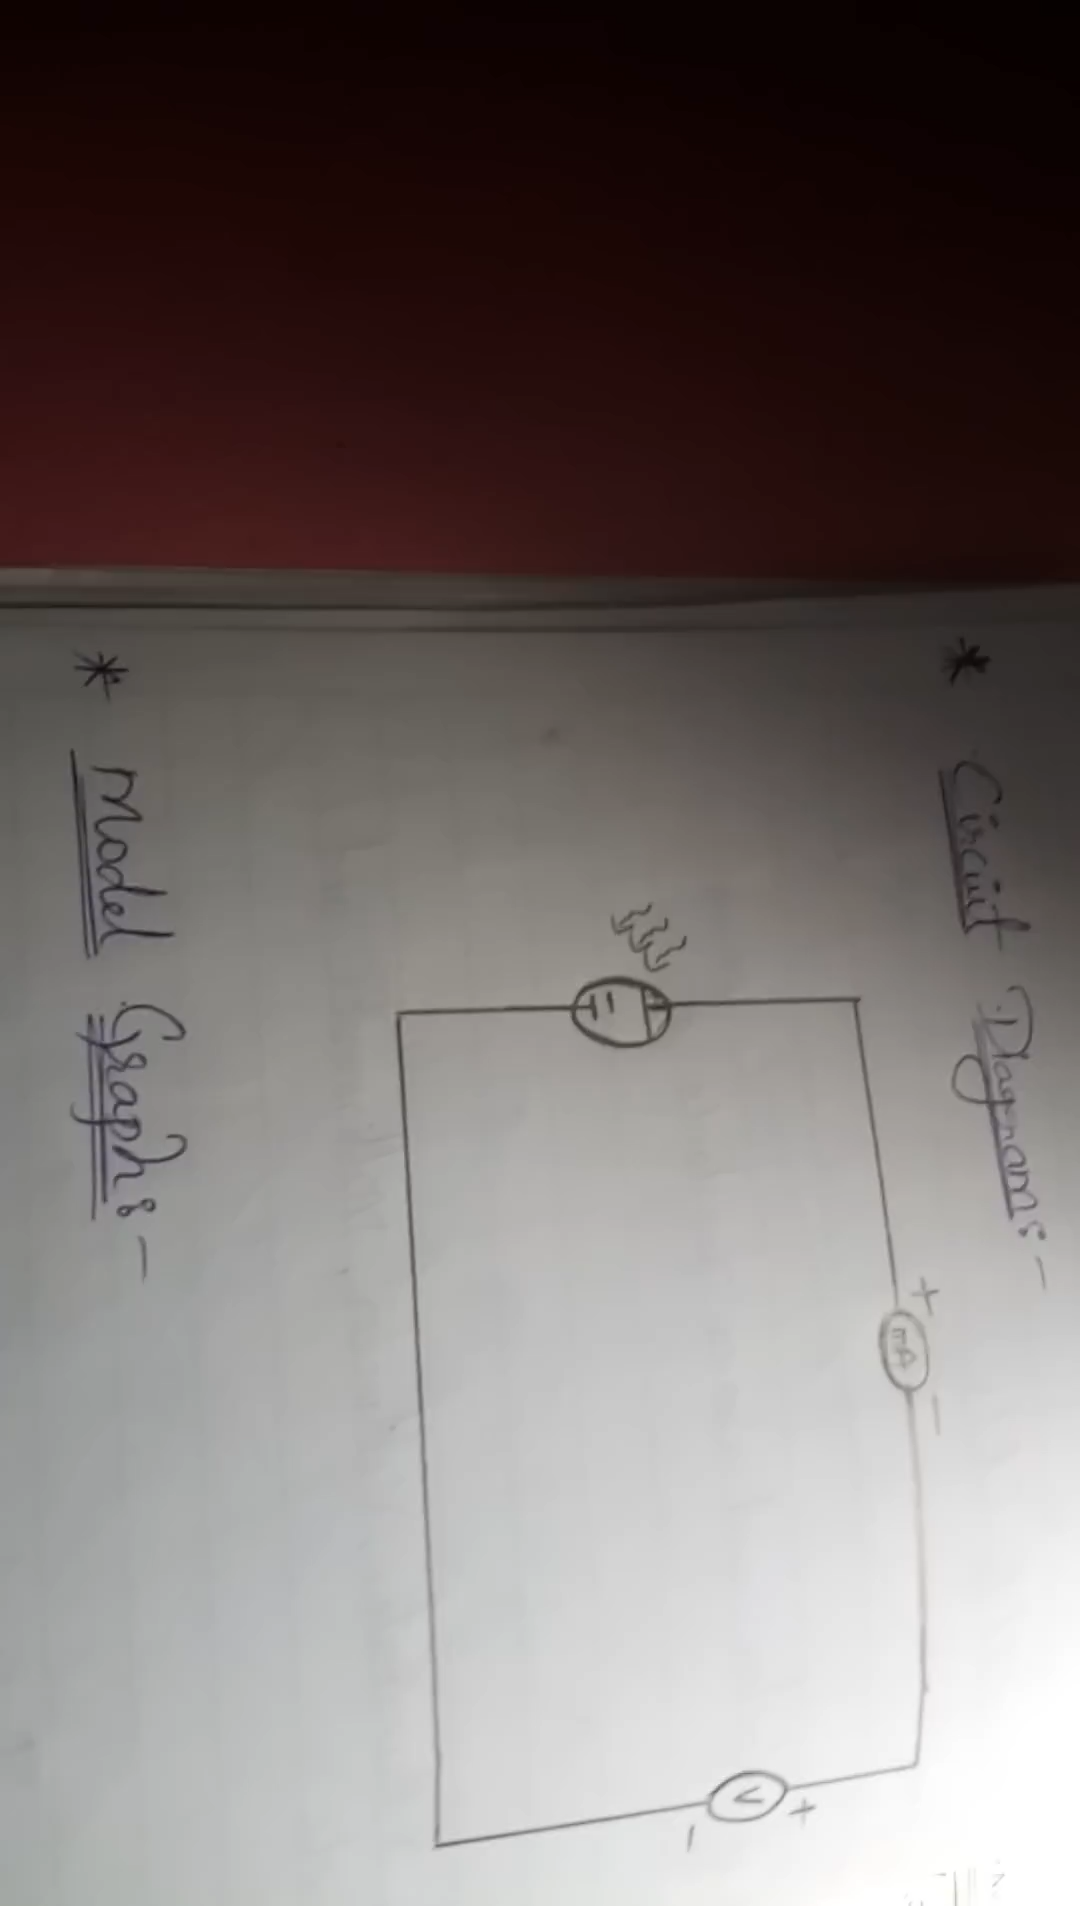 * Circuit Diagram:-
+ mA -
V +
-
* Model Graph:-